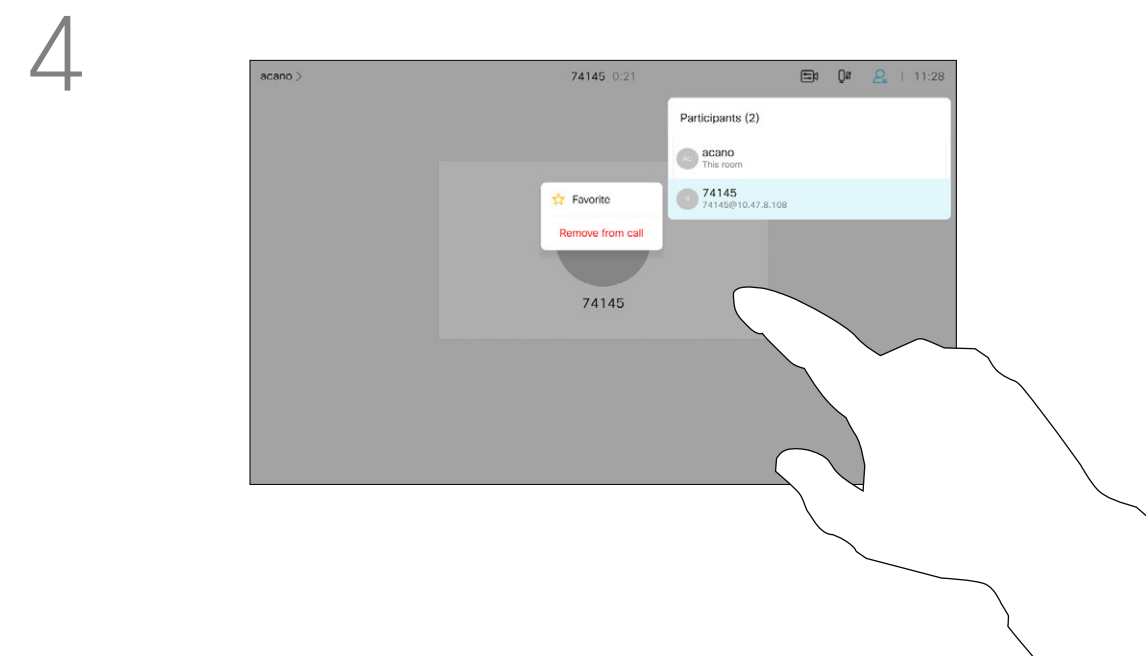 4
acano >
74145 0:21
11:28
Participants (2)
acano
This room
74145
74145@10.47.8.108
Favorite
Remove from call
74145